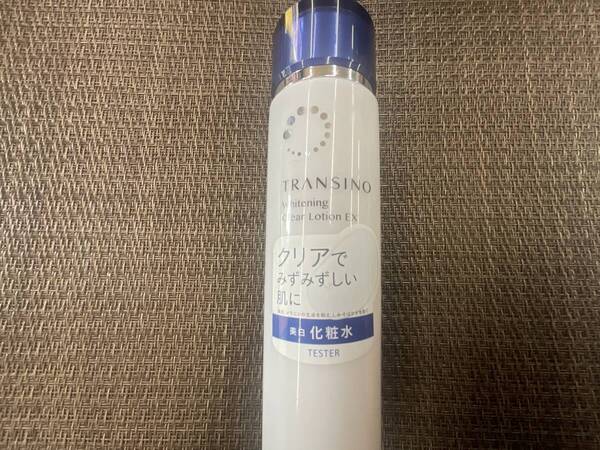 TRANSINO
Whitening
Clear Lotion EX
クリアで
みずみずしい
肌に
美白 化粧水
TESTER